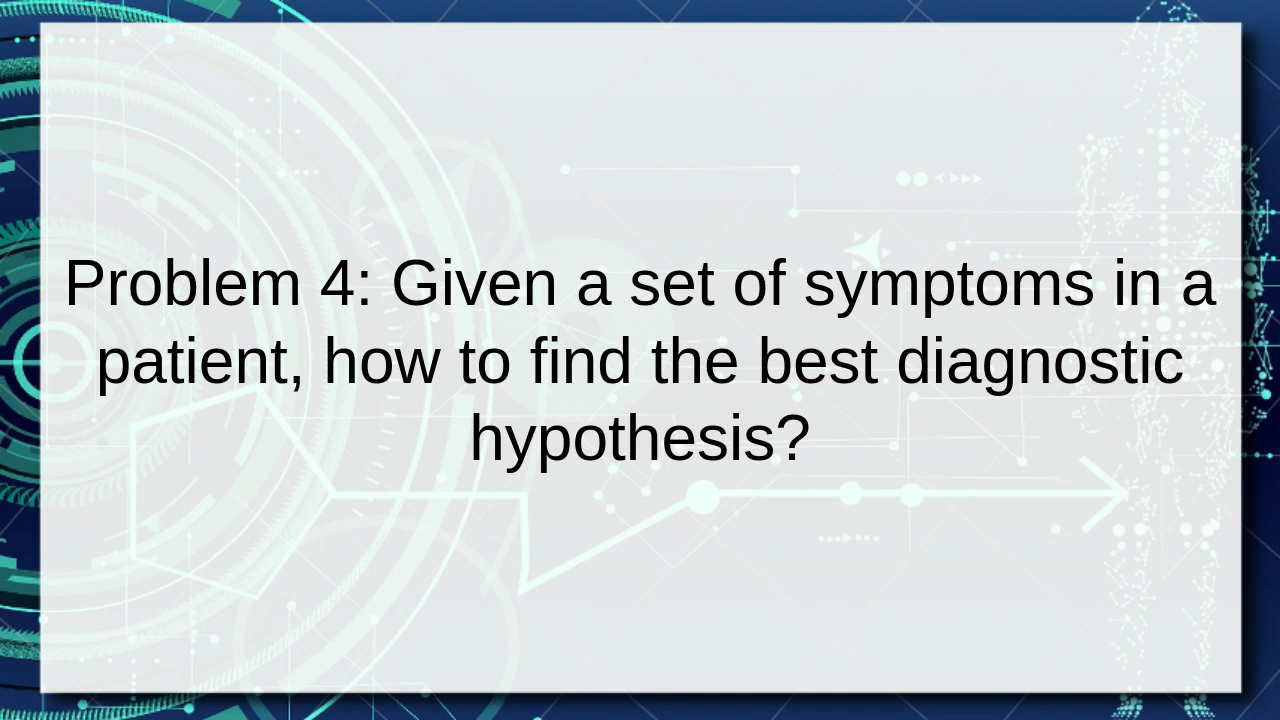 Problem 4: Given a set of symptoms in a
patient, how to find the best diagnostic
hypothesis?